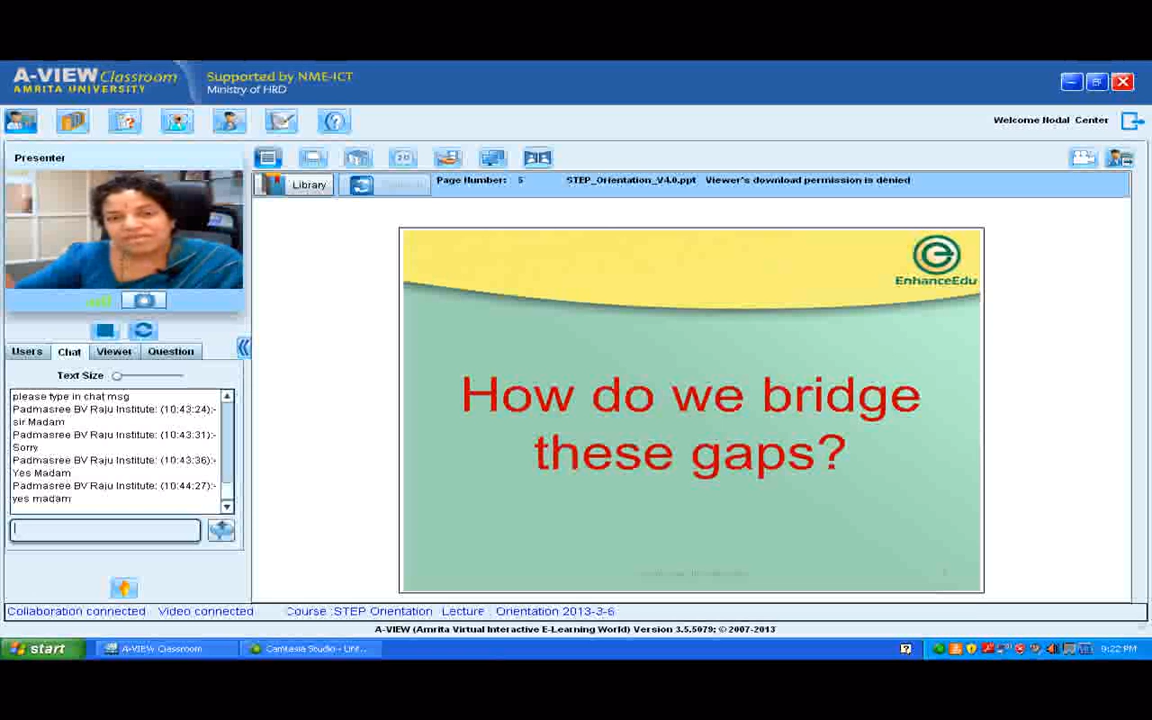 A-VIEW Classroom
AMRITA UNIVERSITY
Supported by NME-ICT
Ministry of HRD
Welcome Nodal Center
Presenter
Library
Page Number: 5 STEP_Orientation_V4.0.ppt Viewer's download permission is denied
EnhanceEdu
How do we bridge
these gaps?
Users Chat Viewer Question
Text Size
please type in chat msg
Padmasree BV Raju Institute: (10:43:24):-
sir Madam
Padmasree BV Raju Institute: (10:43:31):-
Sorry
Padmasree BV Raju Institute: (10:43:36):-
Yes Madam
Padmasree BV Raju Institute: (10:44:27):-
yes madam
Collaboration connected Video connected Course :STEP Orientation Lecture : Orientation 2013-3-6
A-VIEW (Amrita Virtual Interactive E-Learning World) Version 3.5.5079; © 2007-2013
start A-VIEW Classroom Camtasia Studio - Unt... 9:22 PM